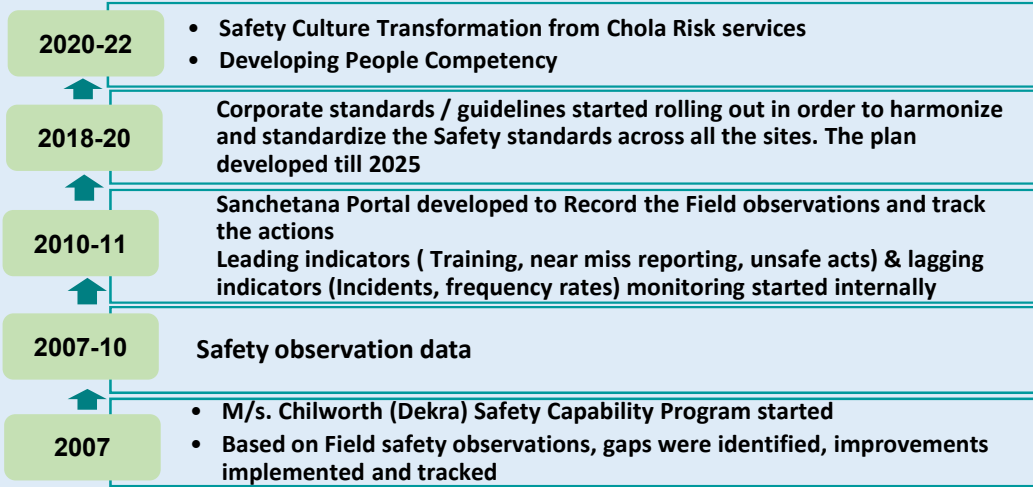 2020-22
• Safety Culture Transformation from Chola Risk services
• Developing People Competency
2018-20
Corporate standards / guidelines started rolling out in order to harmonize
and standardize the Safety standards across all the sites. The plan
developed till 2025
2010-11
Sanchetana Portal developed to Record the Field observations and track
the actions
Leading indicators ( Training, near miss reporting, unsafe acts) & lagging
indicators (Incidents, frequency rates) monitoring started internally
2007-10
Safety observation data
2007
• M/s. Chilworth (Dekra) Safety Capability Program started
• Based on Field safety observations, gaps were identified, improvements
implemented and tracked